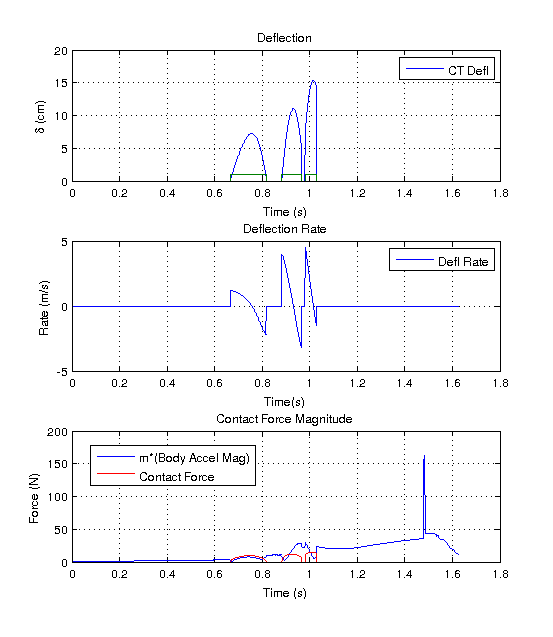 Deflection
20
15
10
5
0
δ (cm)
CT Defl
0 0.2 0.4 0.6 0.8 1 1.2 1.4 1.6 1.8
Time (s)
Deflection Rate
5
0
-5
Rate (m/s)
Defl Rate
0 0.2 0.4 0.6 0.8 1 1.2 1.4 1.6 1.8
Time(s)
Contact Force Magnitude
200
150
100
50
0
Force (N)
m*(Body Accel Mag)
Contact Force
0 0.2 0.4 0.6 0.8 1 1.2 1.4 1.6 1.8
Time (s)